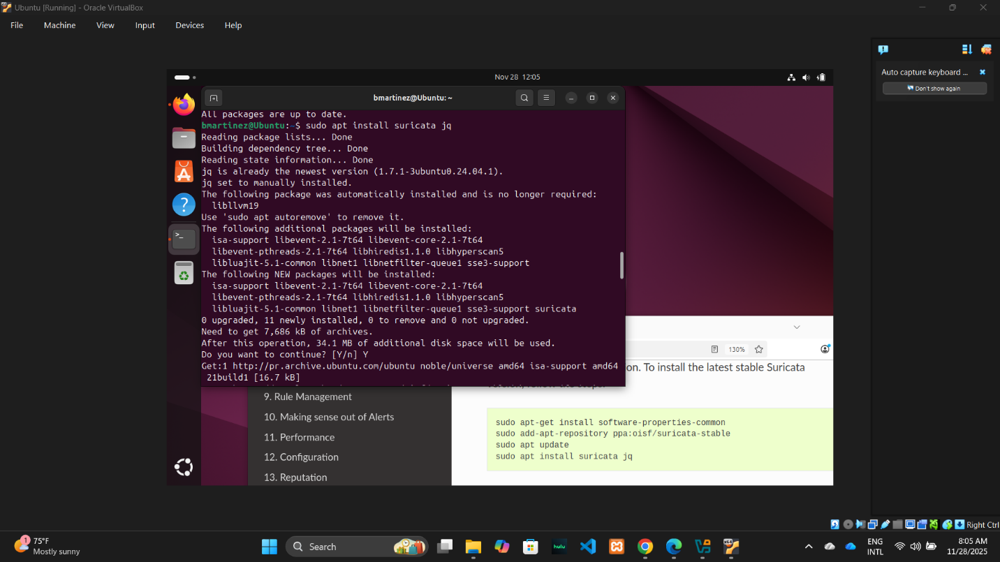 Ubuntu [Running] - Oracle VirtualBox
File Machine View Input Devices Help
Auto capture keyboard ...
Don't show again
Nov 28 12:05
bmartinez@Ubuntu: ~
All packages are up to date.
bmartinez@Ubuntu:~$ sudo apt install suricata jq
Reading package lists... Done
Building dependency tree... Done
Reading state information... Done
jq is already the newest version (1.7.1-3ubuntu0.24.04.1).
jq set to manually installed.
The following package was automatically installed and is no longer required:
libllvm19
Use 'sudo apt autoremove' to remove it.
The following additional packages will be installed:
isa-support libevent-2.1-7t64 libevent-core-2.1-7t64
libevent-pthreads-2.1-7t64 libhiredis1.1.0 libhyperscan5
libluajit-5.1-common libnet1 libnetfilter-queue1 sse3-support
The following NEW packages will be installed:
isa-support libevent-2.1-7t64 libevent-core-2.1-7t64
libevent-pthreads-2.1-7t64 libhiredis1.1.0 libhyperscan5
libluajit-5.1-common libnet1 libnetfilter-queue1 sse3-support suricata
0 upgraded, 11 newly installed, 0 to remove and 0 not upgraded.
Need to get 7,686 kB of archives.
After this operation, 34.1 MB of additional disk space will be used.
Do you want to continue? [Y/n] Y
Get:1 http://pr.archive.ubuntu.com/ubuntu noble/universe amd64 isa-support amd64
21build1 [16.7 kB]
130%
on. To install the latest stable Suricata
9. Rule Management
10. Making sense out of Alerts
11. Performance
12. Configuration
13. Reputation
sudo apt-get install software-properties-common
sudo add-apt-repository ppa:oisf/suricata-stable
sudo apt update
sudo apt install suricata jq
Right Ctrl
1
75°F
Mostly sunny
Search
hulu
x64
ENG
INTL
8:05 AM
11/28/2025